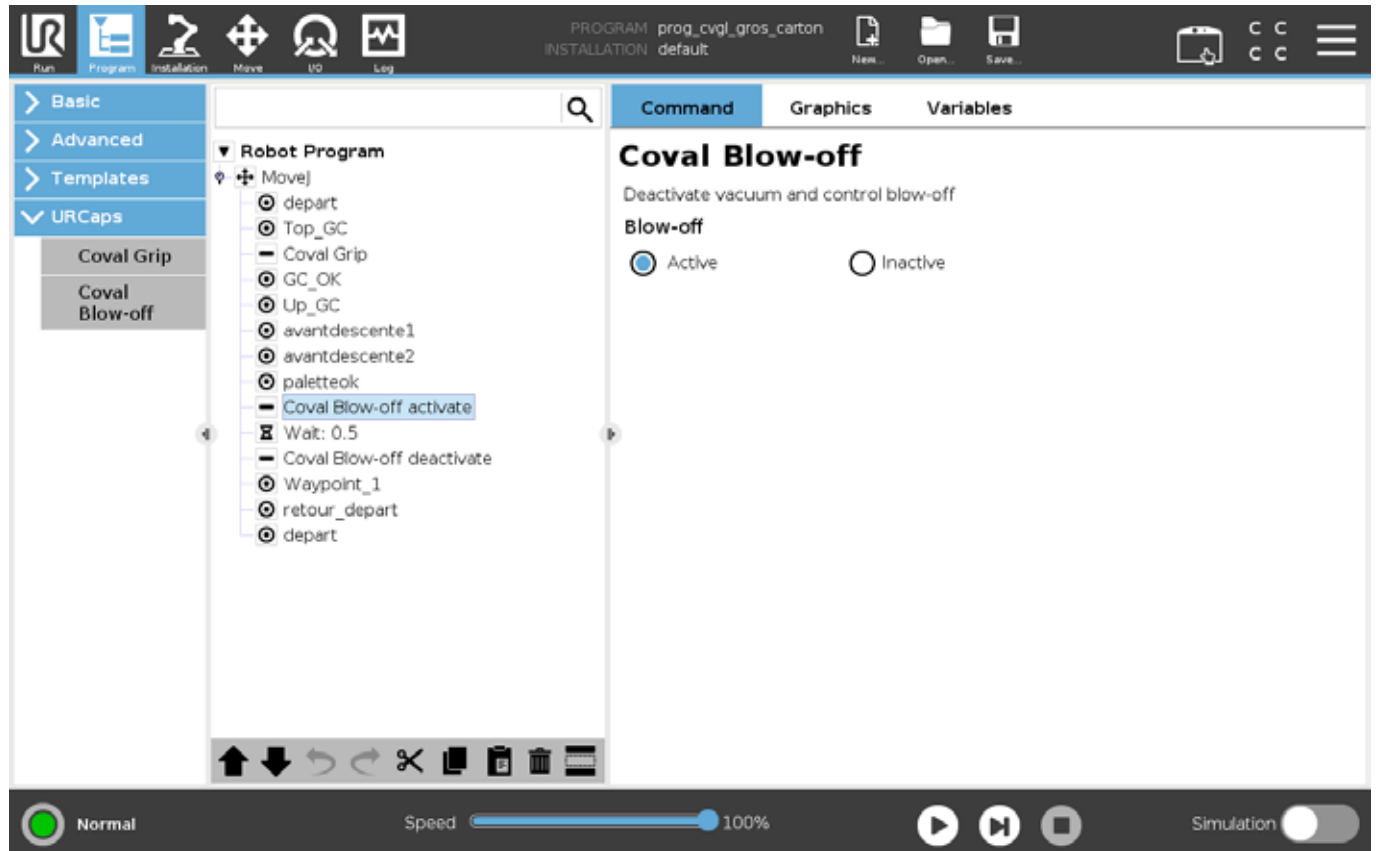 UR
PROGRAM prog_cvgl_gros_carton
INSTALLATION default
C C
C C
Run Program Installation Move I/O Log New... Open... Save...
Basic
Advanced
Templates
URCaps
Coval Grip
Coval
Blow-off
Robot Program
MoveJ
depart
Top_GC
Coval Grip
GC_OK
Up_GC
avantdescente1
avantdescente2
paletteok
Coval Blow-off activate
Wait: 0.5
Coval Blow-off deactivate
Waypoint_1
retour_depart
depart
Command Graphics Variables
Coval Blow-off
Deactivate vacuum and control blow-off
Blow-off
Active Inactive
Normal Speed 100% Simulation